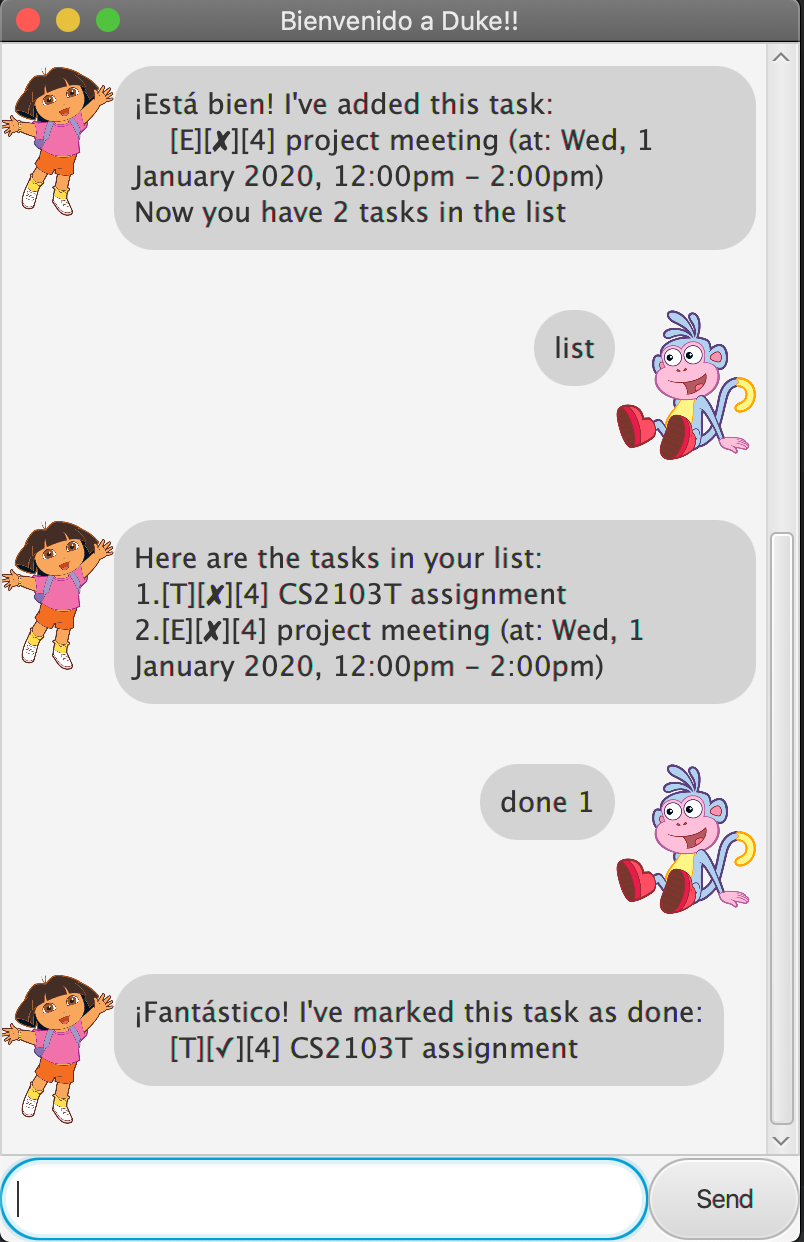 Bienvenido a Duke!!
¡Está bien! I've added this task:
[E][✘][4] project meeting (at: Wed, 1
January 2020, 12:00pm - 2:00pm)
Now you have 2 tasks in the list
list
Here are the tasks in your list:
1.[T][✘][4] CS2103T assignment
2.[E][✘][4] project meeting (at: Wed, 1
January 2020, 12:00pm - 2:00pm)
done 1
¡Fantástico! I've marked this task as done:
[T][✓][4] CS2103T assignment
Send